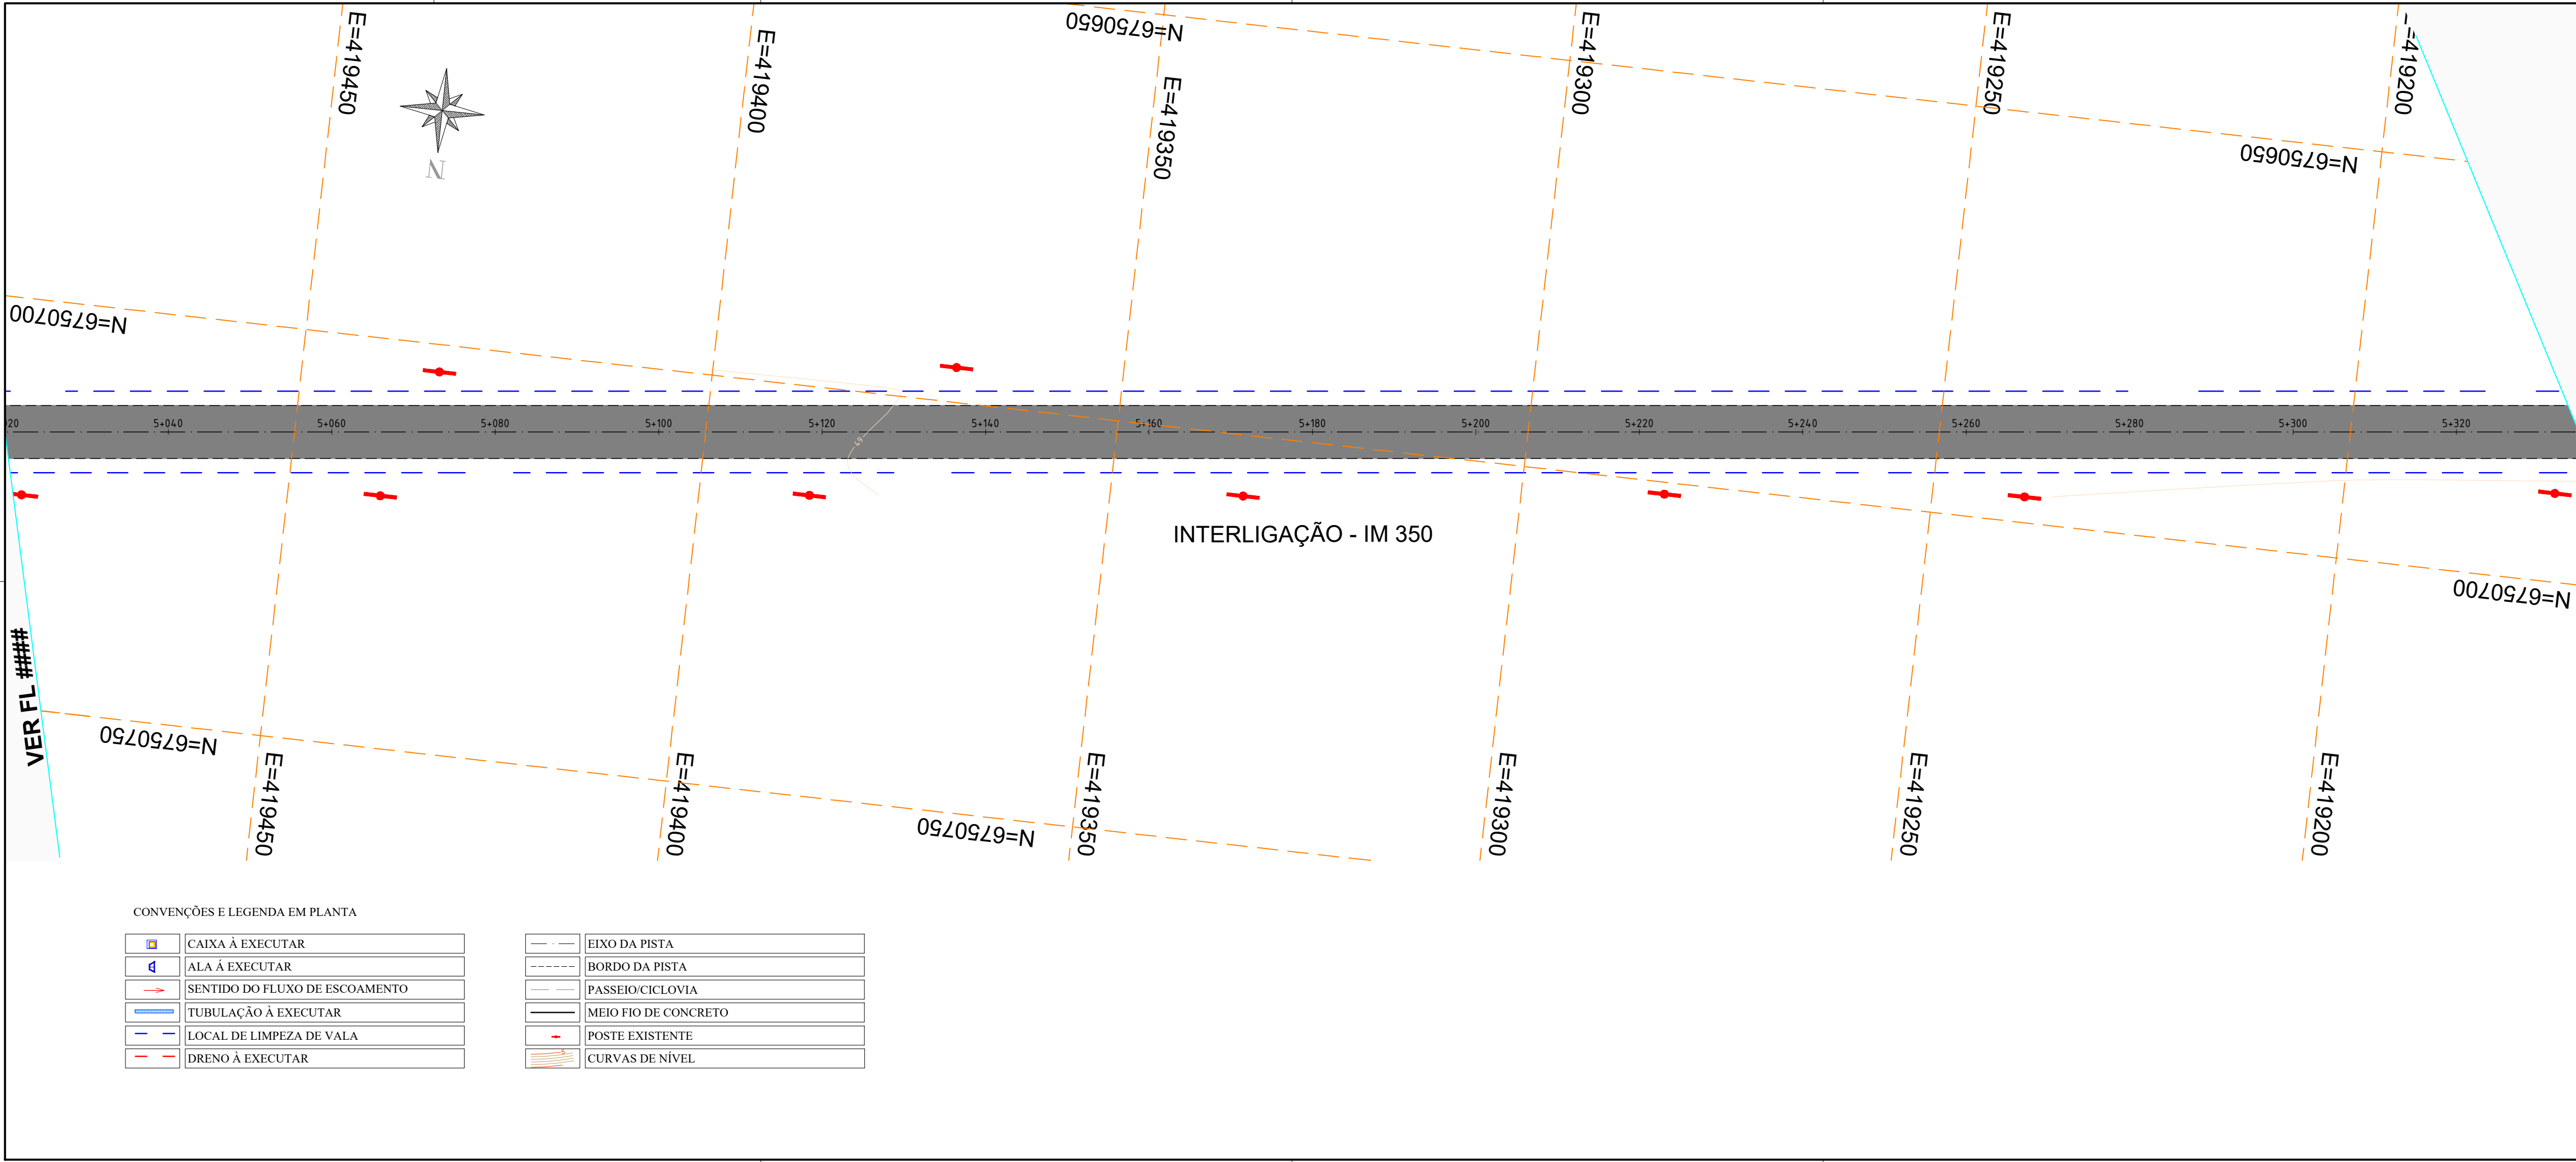 E=419450
E=419400
N=6750650
E=419350
E=419300
E=419250
=419200
N
N=6750650
N=6750700
20 5+040 5+060 5+080 5+100 5+120 5+140 5+160 5+180 5+200 5+220 5+240 5+260 5+280 5+300 5+320
49
INTERLIGAÇÃO - IM 350
N=6750700
VER FL ####
N=6750750
E=419450
E=419400
N=6750750
E=419350
E=419300
E=419250
E=419200
CONVENÇÕES E LEGENDA EM PLANTA
CAIXA À EXECUTAR
ALA Á EXECUTAR
SENTIDO DO FLUXO DE ESCOAMENTO
TUBULAÇÃO À EXECUTAR
LOCAL DE LIMPEZA DE VALA
DRENO À EXECUTAR
EIXO DA PISTA
BORDO DA PISTA
PASSEIO/CICLOVIA
MEIO FIO DE CONCRETO
POSTE EXISTENTE
5
CURVAS DE NÍVEL